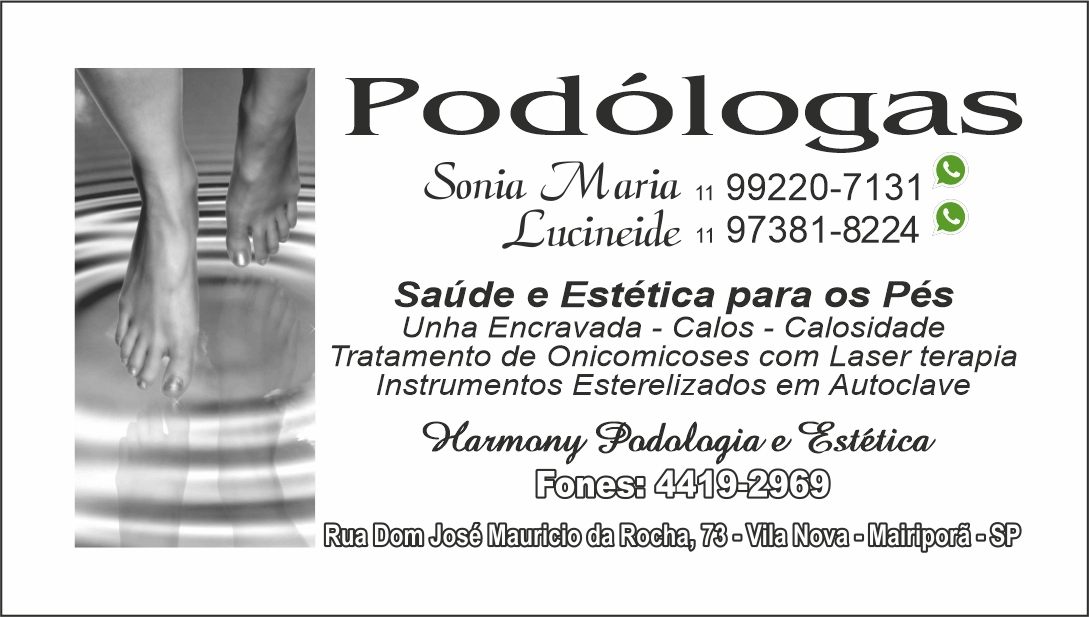 Podólogas
Sonia Maria 11 99220-7131
Lucineide 11 97381-8224
Saúde e Estética para os Pés
Unha Encravada - Calos - Calosidade
Tratamento de Onicomicoses com Laser terapia
Instrumentos Esterelizados em Autoclave
Harmony Podologia e Estética
Fones: 4419-2969
Rua Dom José Mauricio da Rocha, 73 - Vila Nova - Mairiporã - SP